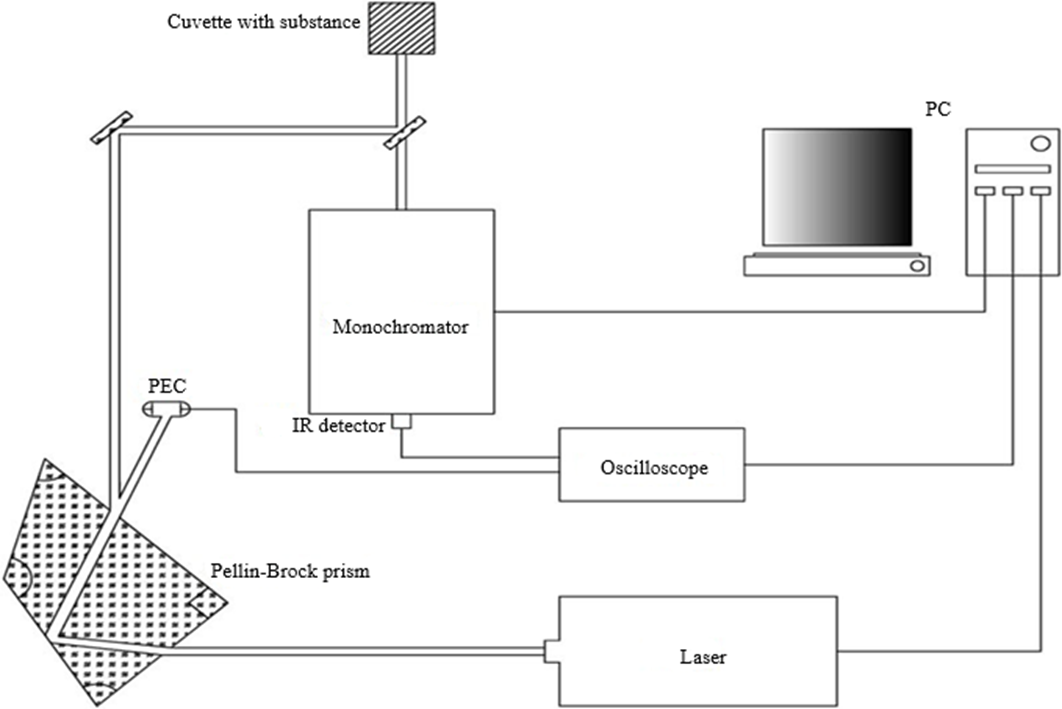 Cuvette with substance
PC
Monochromator
PEC
IR detector
Oscilloscope
Pellin-Brock prism
Laser